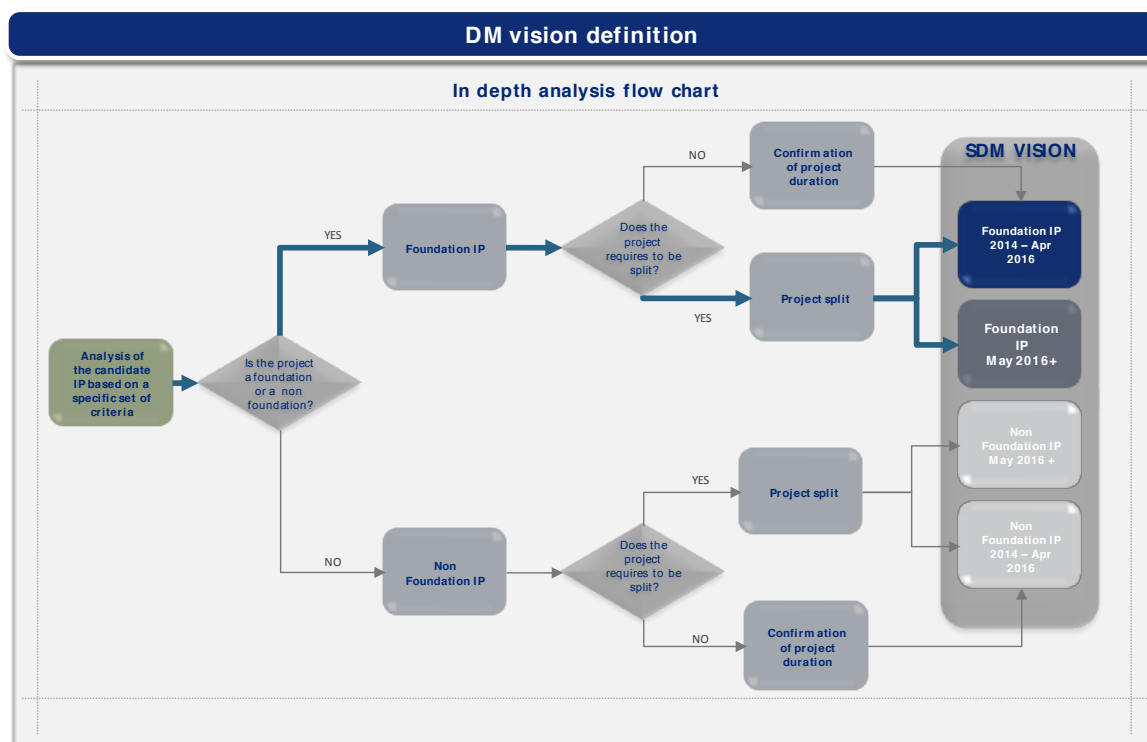 DM vision definition
In depth analysis flow chart
SDM VISION
NO
Confirmation
of project
duration
Foundation IP
2014 – Apr
2016
YES
Foundation IP
Does the
project
requires to be
split?
YES
Project split
Foundation
IP
May 2016+
Analysis of
the candidate
IP based on a
specific set of
criteria
Is the project
a foundation
or a non
foundation?
Non
Foundation IP
May 2016 +
YES
Project split
Non
Foundation IP
2014 – Apr
2016
NO
Non
Foundation IP
Does the
project
requires to be
split?
NO
Confirmation
of project
duration